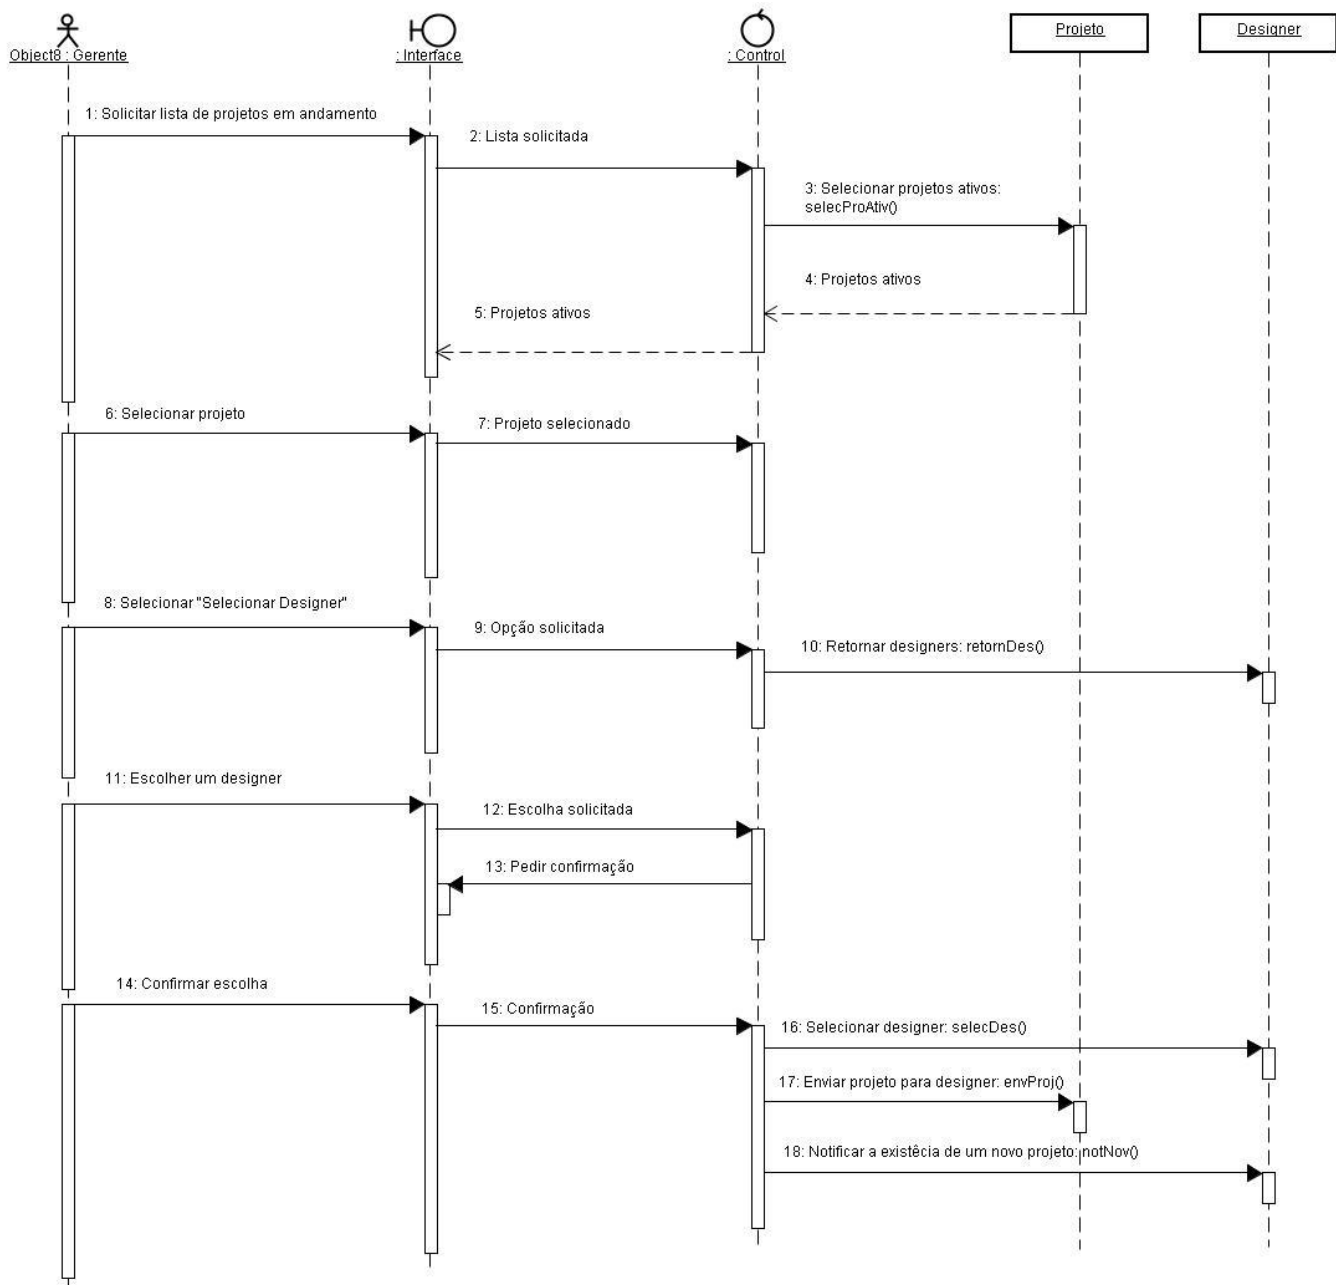 Object8 : Gerente
: Interface
: Control
Projeto
Designer
1: Solicitar lista de projetos em andamento
2: Lista solicitada
3: Selecionar projetos ativos:
selecProAtiv()
4: Projetos ativos
5: Projetos ativos
6: Selecionar projeto
7: Projeto selecionado
8: Selecionar "Selecionar Designer"
9: Opção solicitada
10: Retornar designers: retornDes()
11: Escolher um designer
12: Escolha solicitada
13: Pedir confirmação
14: Confirmar escolha
15: Confirmação
16: Selecionar designer: selecDes()
17: Enviar projeto para designer: envProj()
18: Notificar a existêcia de um novo projeto: notNov()